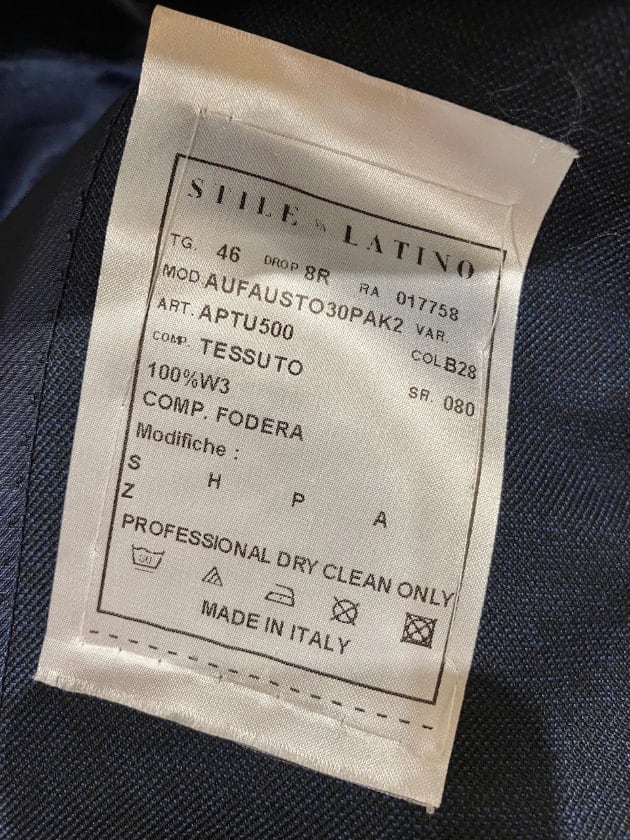 STILE LATINO
TG. 46 DROP 8R RA 017758
MOD.AUFAUSTO30PAK2 VAR.
ART. APTU500 COL.B28
COMP. TESSUTO SR. 080
100%W3
COMP. FODERA
Modifiche :
S H P A
Z
PROFESSIONAL DRY CLEAN ONLY
MADE IN ITALY